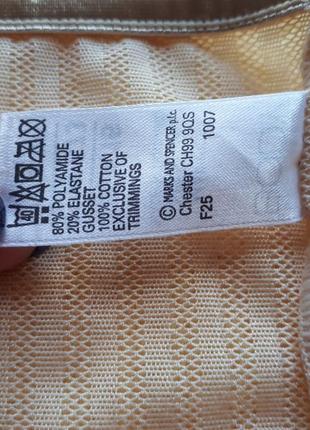 80% POLYAMIDE
20% ELASTANE
GUSSET
100% COTTON
EXCLUSIVE OF
TRIMMINGS
© MARKS AND SPENCER p.l.c.
Chester CH99 9QS
F25 1007